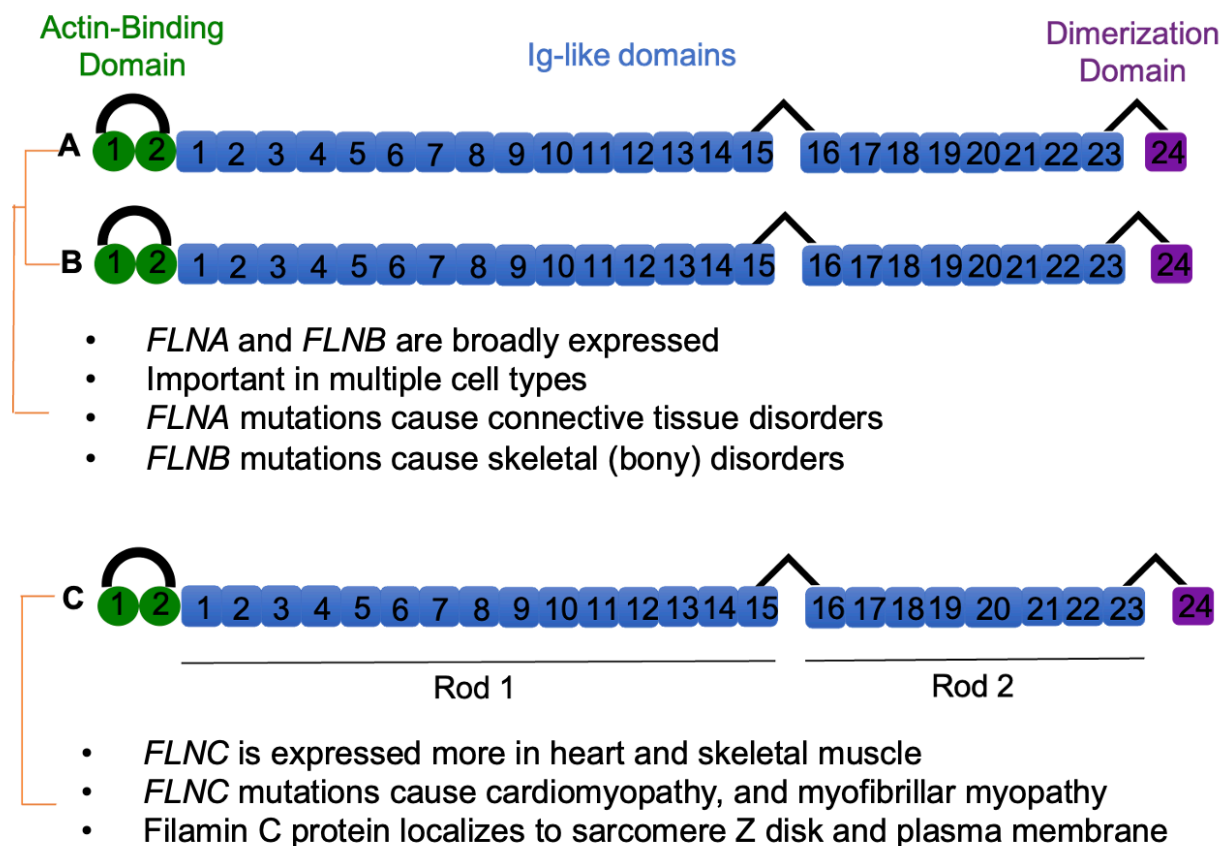 Actin-Binding
Domain
Ig-like domains
Dimerization
Domain
A 1 2 1 2 3 4 5 6 7 8 9 10 11 12 13 14 15 16 17 18 19 20 21 22 23 24
B 1 2 1 2 3 4 5 6 7 8 9 10 11 12 13 14 15 16 17 18 19 20 21 22 23 24
• FLNA and FLNB are broadly expressed
• Important in multiple cell types
• FLNA mutations cause connective tissue disorders
• FLNB mutations cause skeletal (bony) disorders
C 1 2 1 2 3 4 5 6 7 8 9 10 11 12 13 14 15 16 17 18 19 20 21 22 23 24
Rod 1 Rod 2
• FLNC is expressed more in heart and skeletal muscle
• FLNC mutations cause cardiomyopathy, and myofibrillar myopathy
• Filamin C protein localizes to sarcomere Z disk and plasma membrane